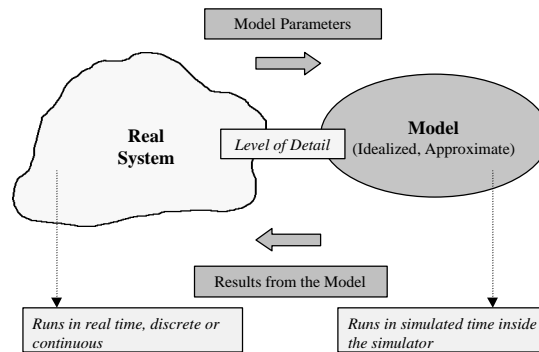 Model Parameters
Real
System
Level of Detail
Model
(Idealized, Approximate)
Results from the Model
Runs in real time, discrete or
continuous
Runs in simulated time inside
the simulator